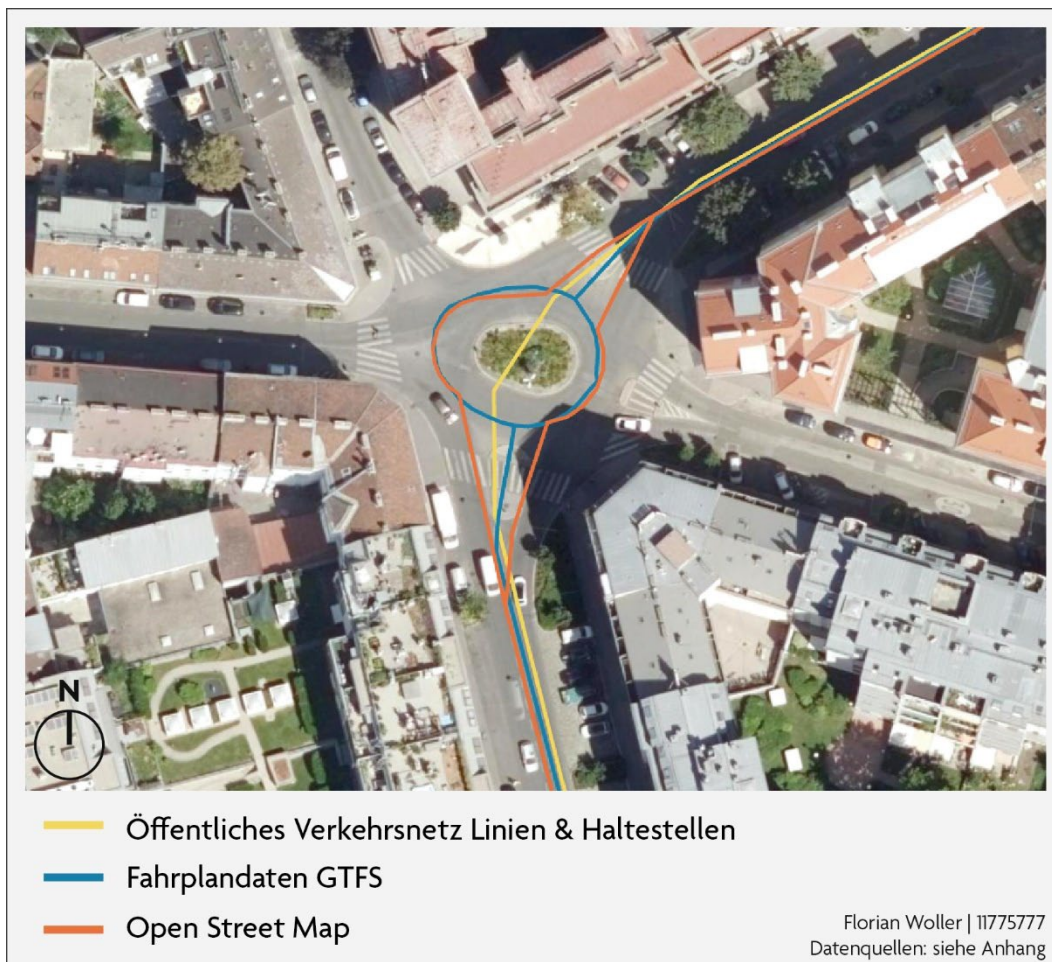 N
Öffentliches Verkehrsnetz Linien & Haltestellen
Fahrplandaten GTFS
Open Street Map
Florian Woller | 11775777
Datenquellen: siehe Anhang